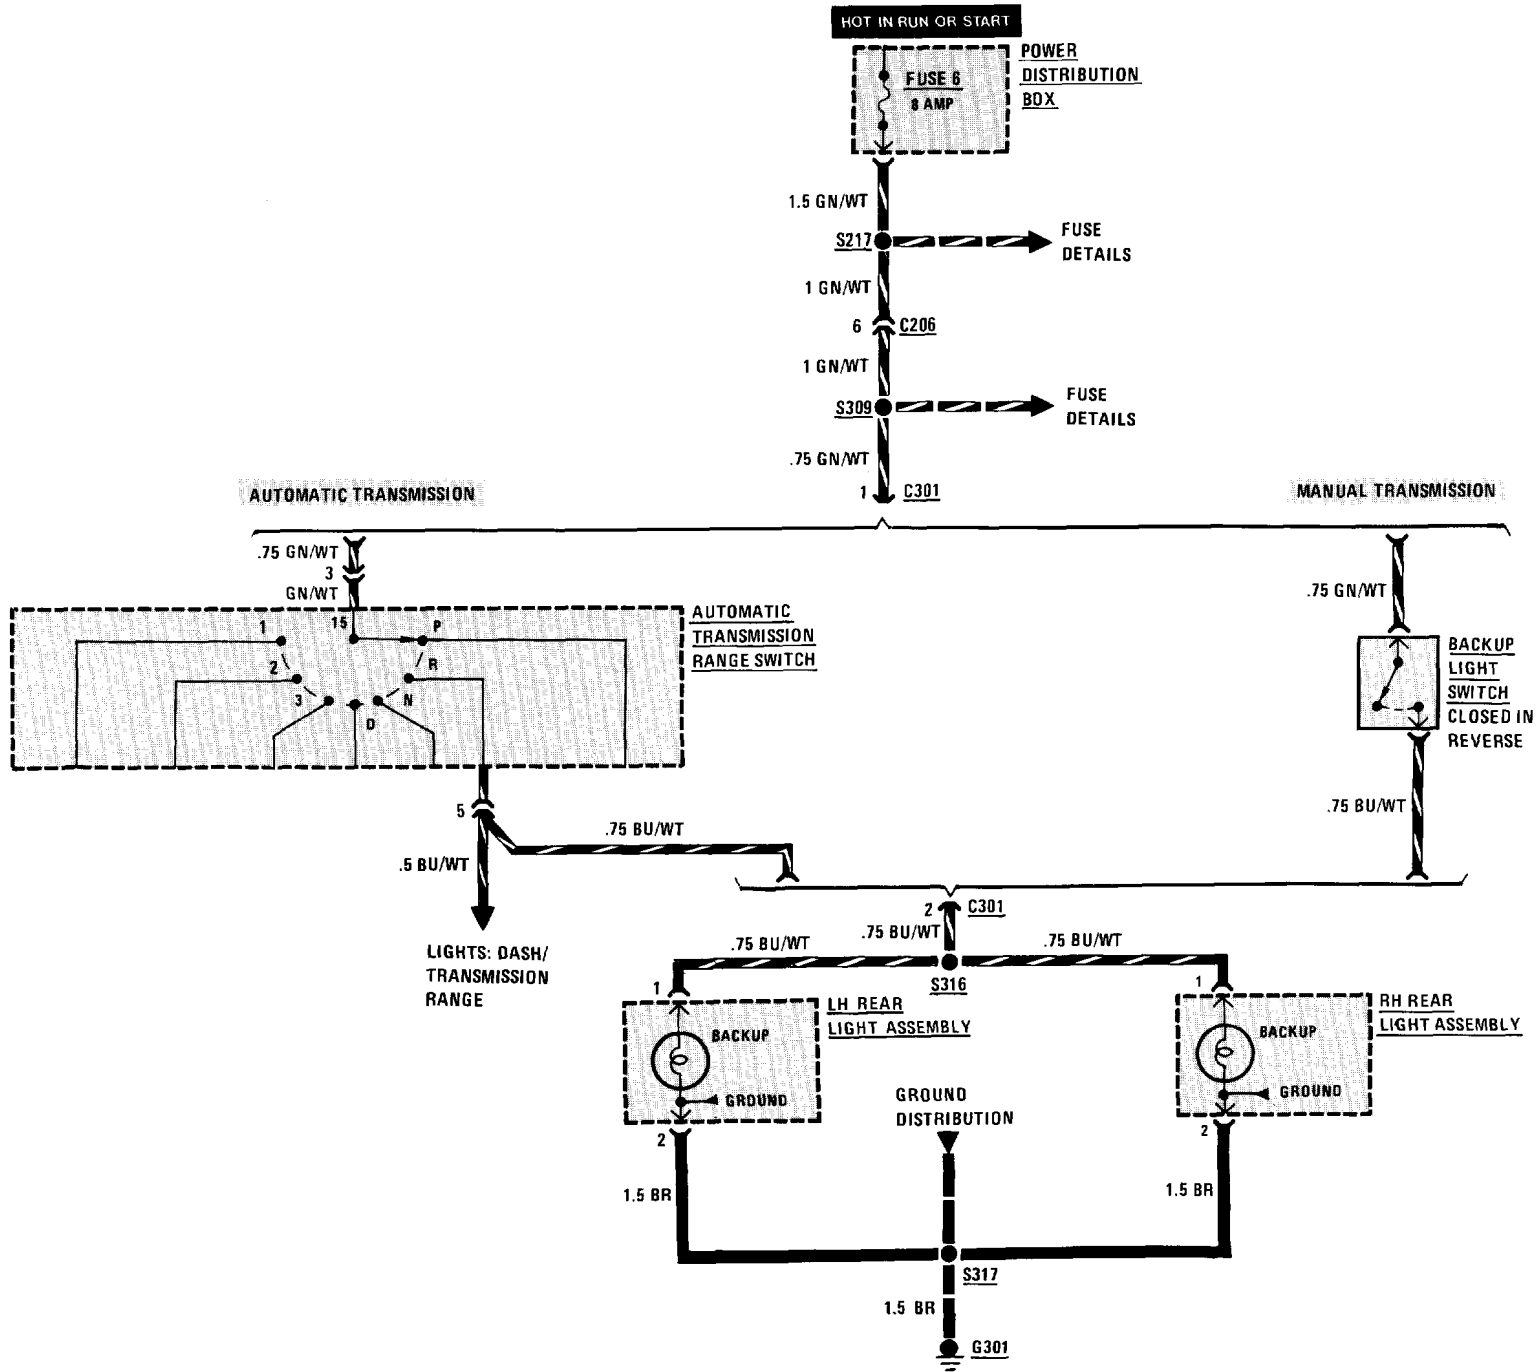 HOT IN RUN OR START
POWER
DISTRIBUTION
BOX
FUSE 6
8 AMP
1.5 GN/WT
S217
FUSE
DETAILS
1 GN/WT
6
C206
1 GN/WT
S309
FUSE
DETAILS
.75 GN/WT
1
C301
AUTOMATIC TRANSMISSION
MANUAL TRANSMISSION
.75 GN/WT
3
GN/WT
.75 GN/WT
AUTOMATIC
TRANSMISSION
RANGE SWITCH
1
15
P
2
R
3
N
D
BACKUP
LIGHT
SWITCH
CLOSED IN
REVERSE
5
.75 BU/WT
.75 BU/WT
.5 BU/WT
LIGHTS: DASH/
TRANSMISSION
RANGE
2
C301
.75 BU/WT
.75 BU/WT
.75 BU/WT
S316
1
1
LH REAR
LIGHT ASSEMBLY
RH REAR
LIGHT ASSEMBLY
BACKUP
GROUND
BACKUP
GROUND
GROUND
DISTRIBUTION
2
2
1.5 BR
1.5 BR
S317
1.5 BR
G301